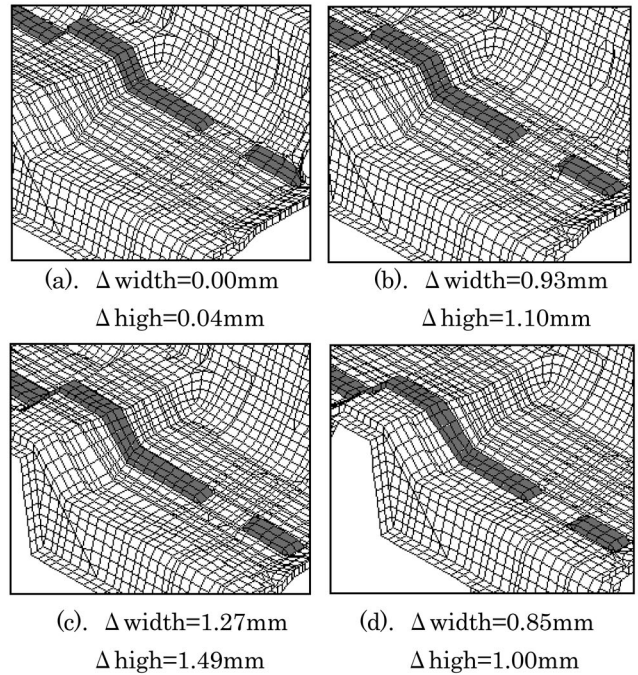 (a). Δwidth=0.00mm
Δhigh=0.04mm
(b). Δwidth=0.93mm
Δhigh=1.10mm
(c). Δwidth=1.27mm
Δhigh=1.49mm
(d). Δwidth=0.85mm
Δhigh=1.00mm